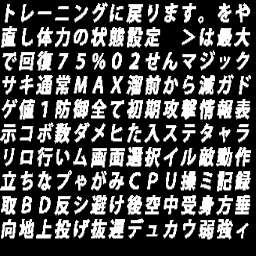 トレーニングに戻ります。をや
直し体力の状態設定　＞は最大
で回復７５％０２ぜんマジック
サキ通常ＭＡＸ溜前から減ガド
ゲ値１防御全て初期攻撃情報表
示コボ数ダメヒた入ステタャラ
リロ行いム両画選択イル敵動作
立ちなプゃがみＣＰＵ操ミ記録
取ＢＤ反シ避け後空中受身方垂
向地上投げ抜遅デュカウ弱強ィ